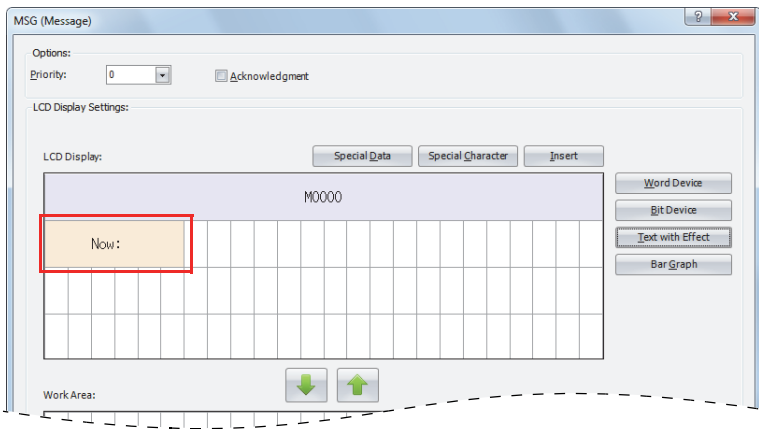 MSG (Message)
Options:
Priority: 0 Acknowledgment
LCD Display Settings:
LCD Display: Special Data Special Character Insert
M0000
Word Device
Bit Device
Now:
Text with Effect
Bar Graph
Work Area: